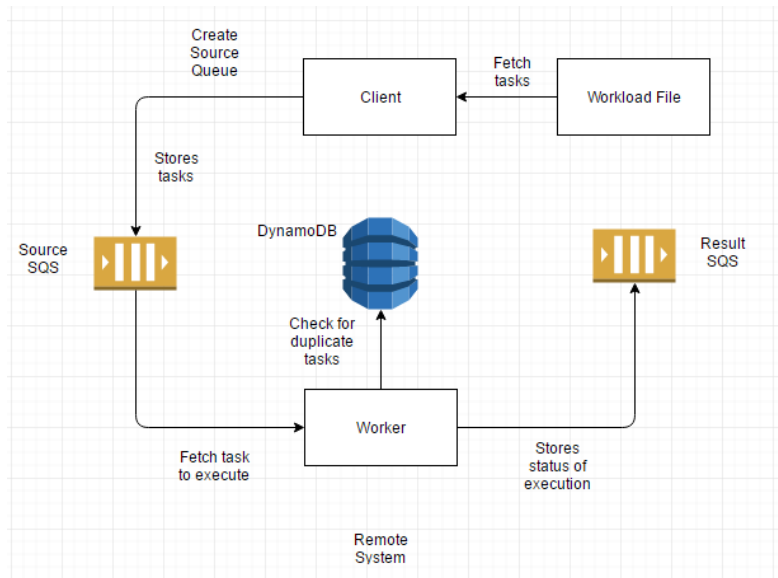 Create
Source
Queue
Client
Fetch
tasks
Workload File
Stores
tasks
Source
SQS
DynamoDB
Result
SQS
Check for
duplicate
tasks
Worker
Fetch task
to execute
Stores
status of
execution
Remote
System